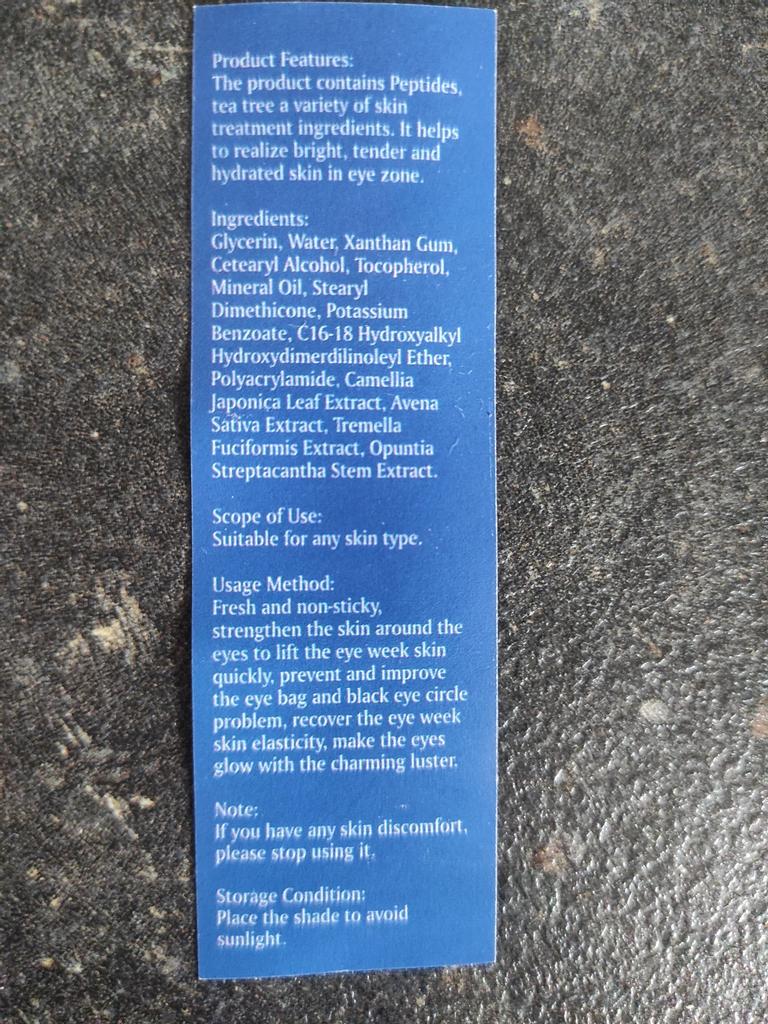 Product Features:
The product contains Peptides,
tea tree a variety of skin
treatment ingredients. It helps
to realize bright, tender and
hydrated skin in eye zone.
Ingredients:
Glycerin, Water, Xanthan Gum,
Cetearyl Alcohol, Tocopherol,
Mineral Oil, Stearyl
Dimethicone, Potassium
Benzoate, C16-18 Hydroxyalkyl
Hydroxydimerdilinoleyl Ether,
Polyacrylamide, Camellia
Japonica Leaf Extract, Avena
Sativa Extract, Tremella
Fuciformis Extract, Opuntia
Streptacantha Stem Extract.
Scope of Use:
Suitable for any skin type.
Usage Method:
Fresh and non-sticky,
strengthen the skin around the
eyes to lift the eye week skin
quickly, prevent and improve
the eye bag and black eye circle
problem, recover the eye week
skin elasticity, make the eyes
glow with the charming luster.
Note:
If you have any skin discomfort,
please stop using it.
Storage Condition:
Place the shade to avoid
sunlight.